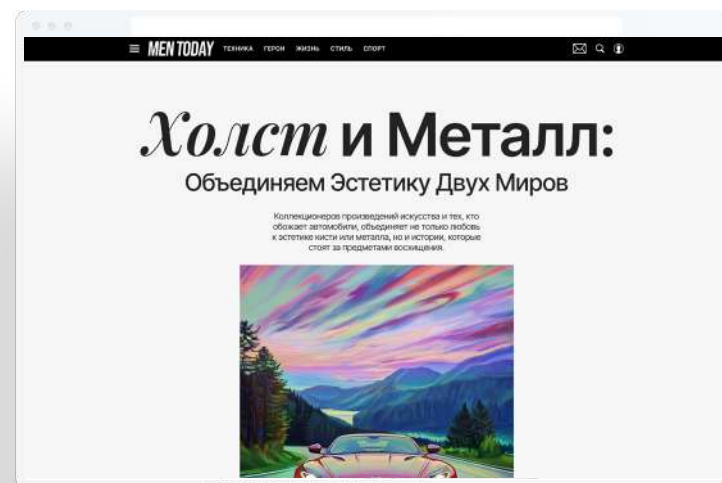 MEN TODAY ТЕХНИКА ГЕРОИ ЖИЗНЬ СТИЛЬ СПОРТ
Холст и Металл:
Объединяем Эстетику Двух Миров
Коллекционеров произведений искусства и тех, кто
обожает автомобили, объединяет не только любовь
к эстетике кисти или металла, но и истории, которые
стоят за предметами восхищения.